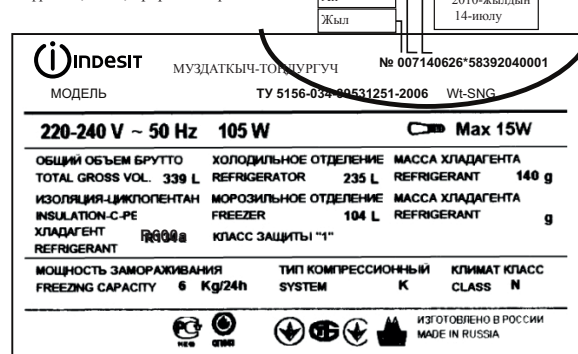 2010-жылдын
14-июлу
Жыл
indesit
МУЗДАТКЫЧ-ТОҢДУРГУЧ
№ 007140626*58392040001
МОДЕЛЬ ТУ 5156-034-89531251-2006 Wt-SNG
220-240 V ~ 50 Hz 105 W Max 15W
ОБЩИЙ ОБЪЕМ БРУТТО ХОЛОДИЛЬНОЕ ОТДЕЛЕНИЕ МАССА ХЛАДАГЕНТА
TOTAL GROSS VOL. 339 L REFRIGERATOR 235 L REFRIGERANT 140 g
ИЗОЛЯЦИЯ-ЦИКЛОПЕНТАН МОРОЗИЛЬНОЕ ОТДЕЛЕНИЕ МАССА ХЛАДАГЕНТА
INSULATION-C-PE FREEZER 104 L REFRIGERANT g
ХЛАДАГЕНТ КЛАСС ЗАЩИТЫ "1"
REFRIGERANT
МОЩНОСТЬ ЗАМОРАЖИВАНИЯ ТИП КОМПРЕССИОННЫЙ КЛИМАТ КЛАСС
FREEZING CAPACITY 6 Kg/24h SYSTEM K CLASS N
ИЗГОТОВЛЕНО В РОССИИ
MADE IN RUSSIA